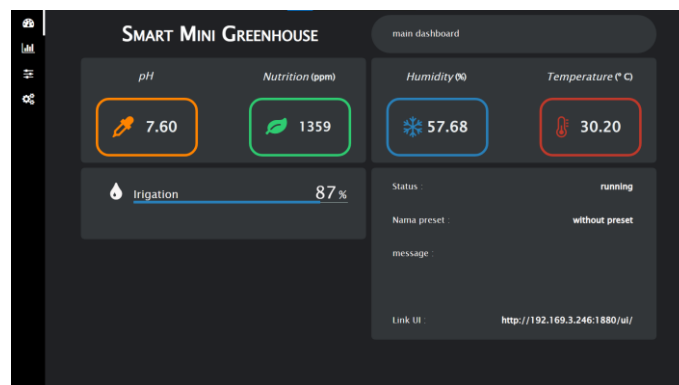 SMART MINI GREENHOUSE
main dashboard
pH
Nutrition (ppm)
Humidity (%)
Temperature (° C)
7.60
1359
57.68
30.20
Irigation 87 %
Status : running
Nama preset : without preset
message :
Link UI : http://192.169.3.246:1880/ui/